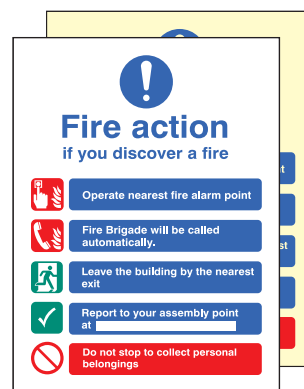 Fire action
if you discover a fire
Operate nearest fire alarm point
Fire Brigade will be called
automatically.
Leave the building by the nearest
exit
Report to your assembly point
at
Do not stop to collect personal
belongings